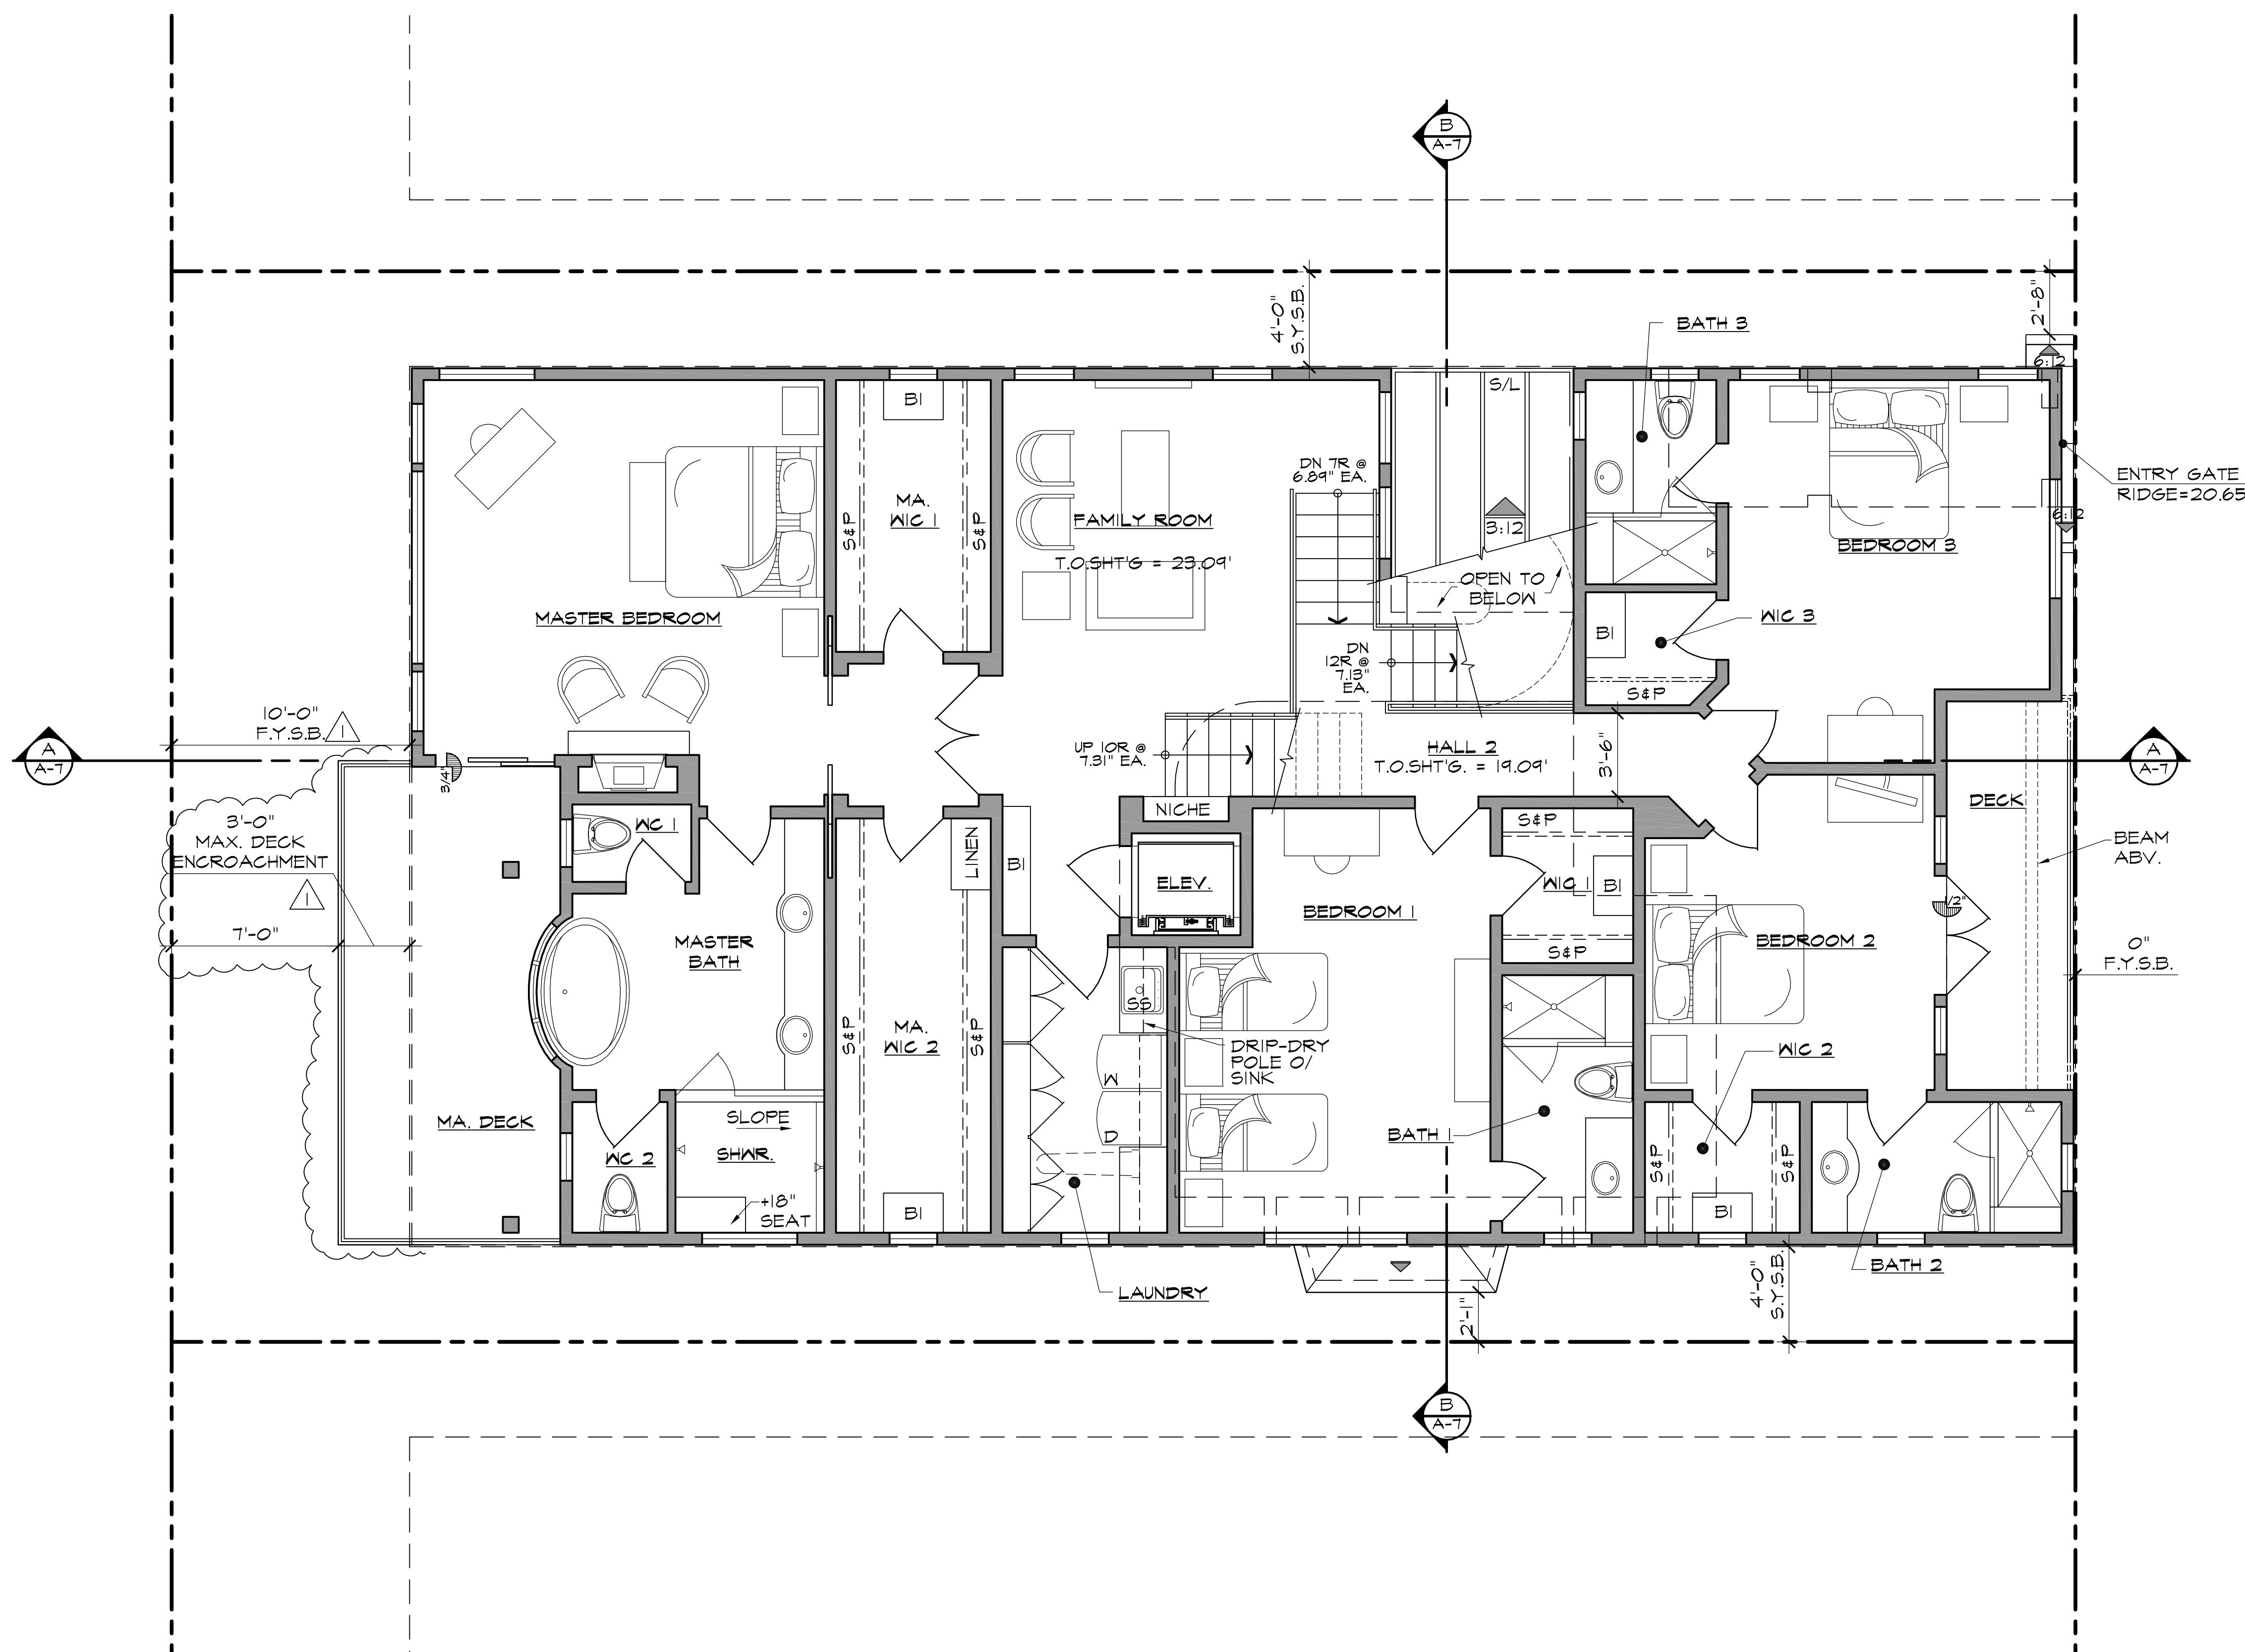 B
A-7
4'-0"
S.Y.S.B.
2'-8"
BATH 3
6:12
S/L
BI
DN 7R @
6.89" EA.
ENTRY GATE
RIDGE=20.65
MA.
WIC 1
S&P
S&P
FAMILY ROOM
3:12
6:12
BEDROOM 3
T.O.SHT'G = 23.09'
OPEN TO
BELOW
MASTER BEDROOM
WIC 3
BI
DN
12R @
7.13"
EA.
S&P
10'-0"
F.Y.S.B.
1
A
A-7
UP 10R @
7.31" EA.
HALL 2
T.O.SHT'G. = 19.09'
3'-6"
A
A-7
3/4"
NICHE
DECK
3'-0"
MAX. DECK
ENCROACHMENT
1
WC 1
LINEN
BI
S&P
BEAM
ABV.
ELEV.
WIC 1
BI
BEDROOM 1
1/2"
7'-0"
MASTER
BATH
BEDROOM 2
0"
F.Y.S.B.
S&P
SS
S&P
MA.
WIC 2
S&P
DRIP-DRY
POLE O/
SINK
WIC 2
W
SLOPE
MA. DECK
D
BATH 1
WC 2
SHWR.
S&P
S&P
+18"
SEAT
BI
BI
BATH 2
LAUNDRY
4'-0"
S.Y.S.B.
2'-1"
B
A-7